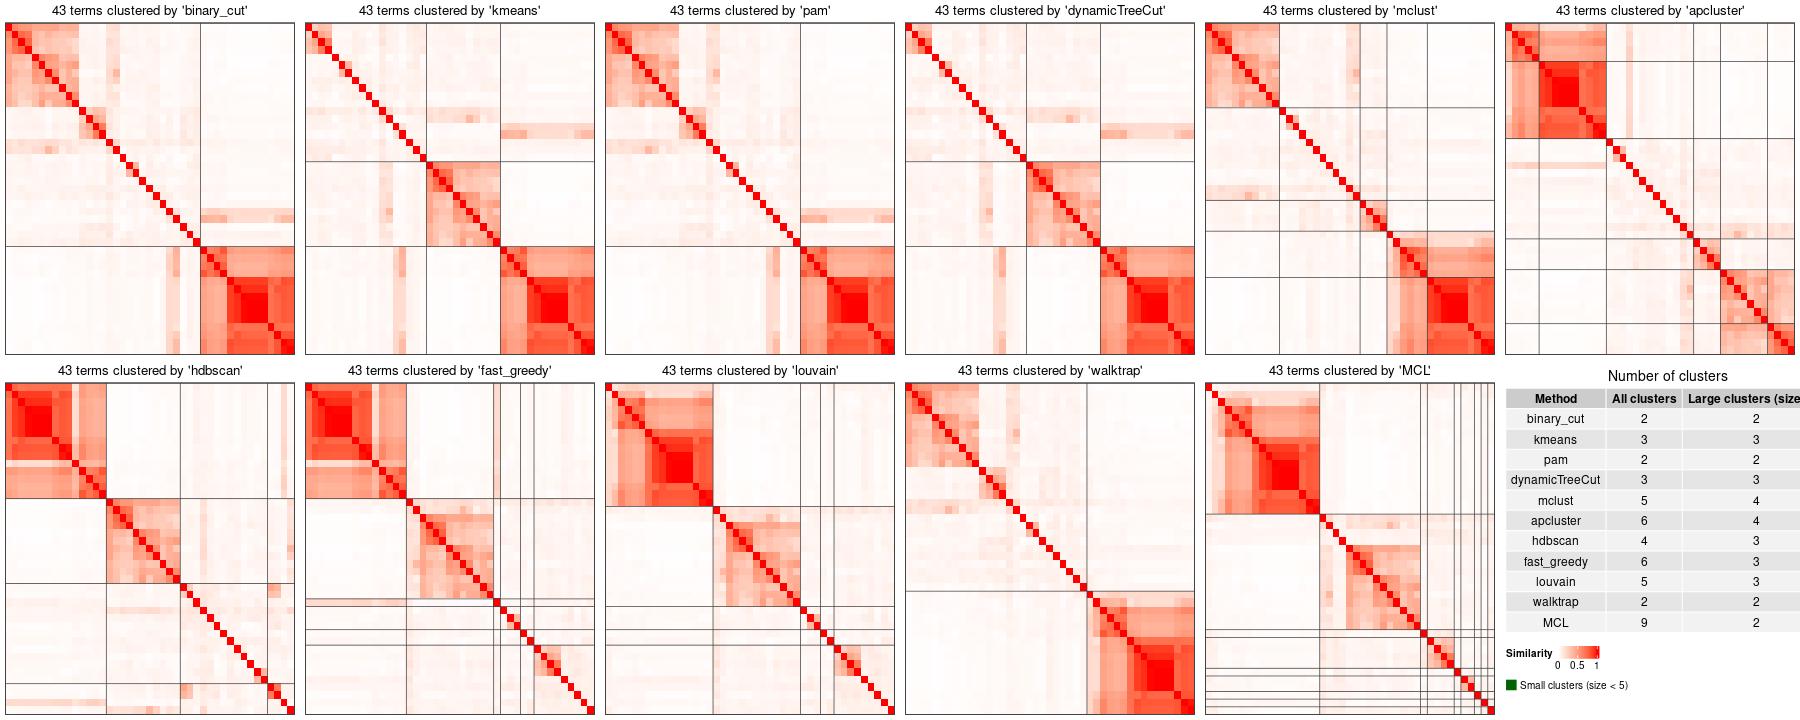 43 terms clustered by 'binary_cut'
43 terms clustered by 'kmeans'
43 terms clustered by 'pam'
43 terms clustered by 'dynamicTreeCut'
43 terms clustered by 'mclust'
43 terms clustered by 'apcluster'
43 terms clustered by 'hdbscan'
43 terms clustered by 'fast_greedy'
43 terms clustered by 'louvain'
43 terms clustered by 'walktrap'
43 terms clustered by 'MCL'
Number of clusters
Method All clusters Large clusters (size
binary_cut 2 2
kmeans 3 3
pam 2 2
dynamicTreeCut 3 3
mclust 5 4
apcluster 6 4
hdbscan 4 3
fast_greedy 6 3
louvain 5 3
walktrap 2 2
MCL 9 2
Similarity
0 0.5 1
Small clusters (size < 5)